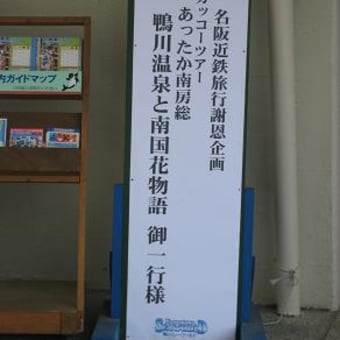 名阪近鉄旅行謝恩企画
カッコーツアー
あったか南房総
鴨川温泉と南国花物語 御一行様
内ガイドマップ